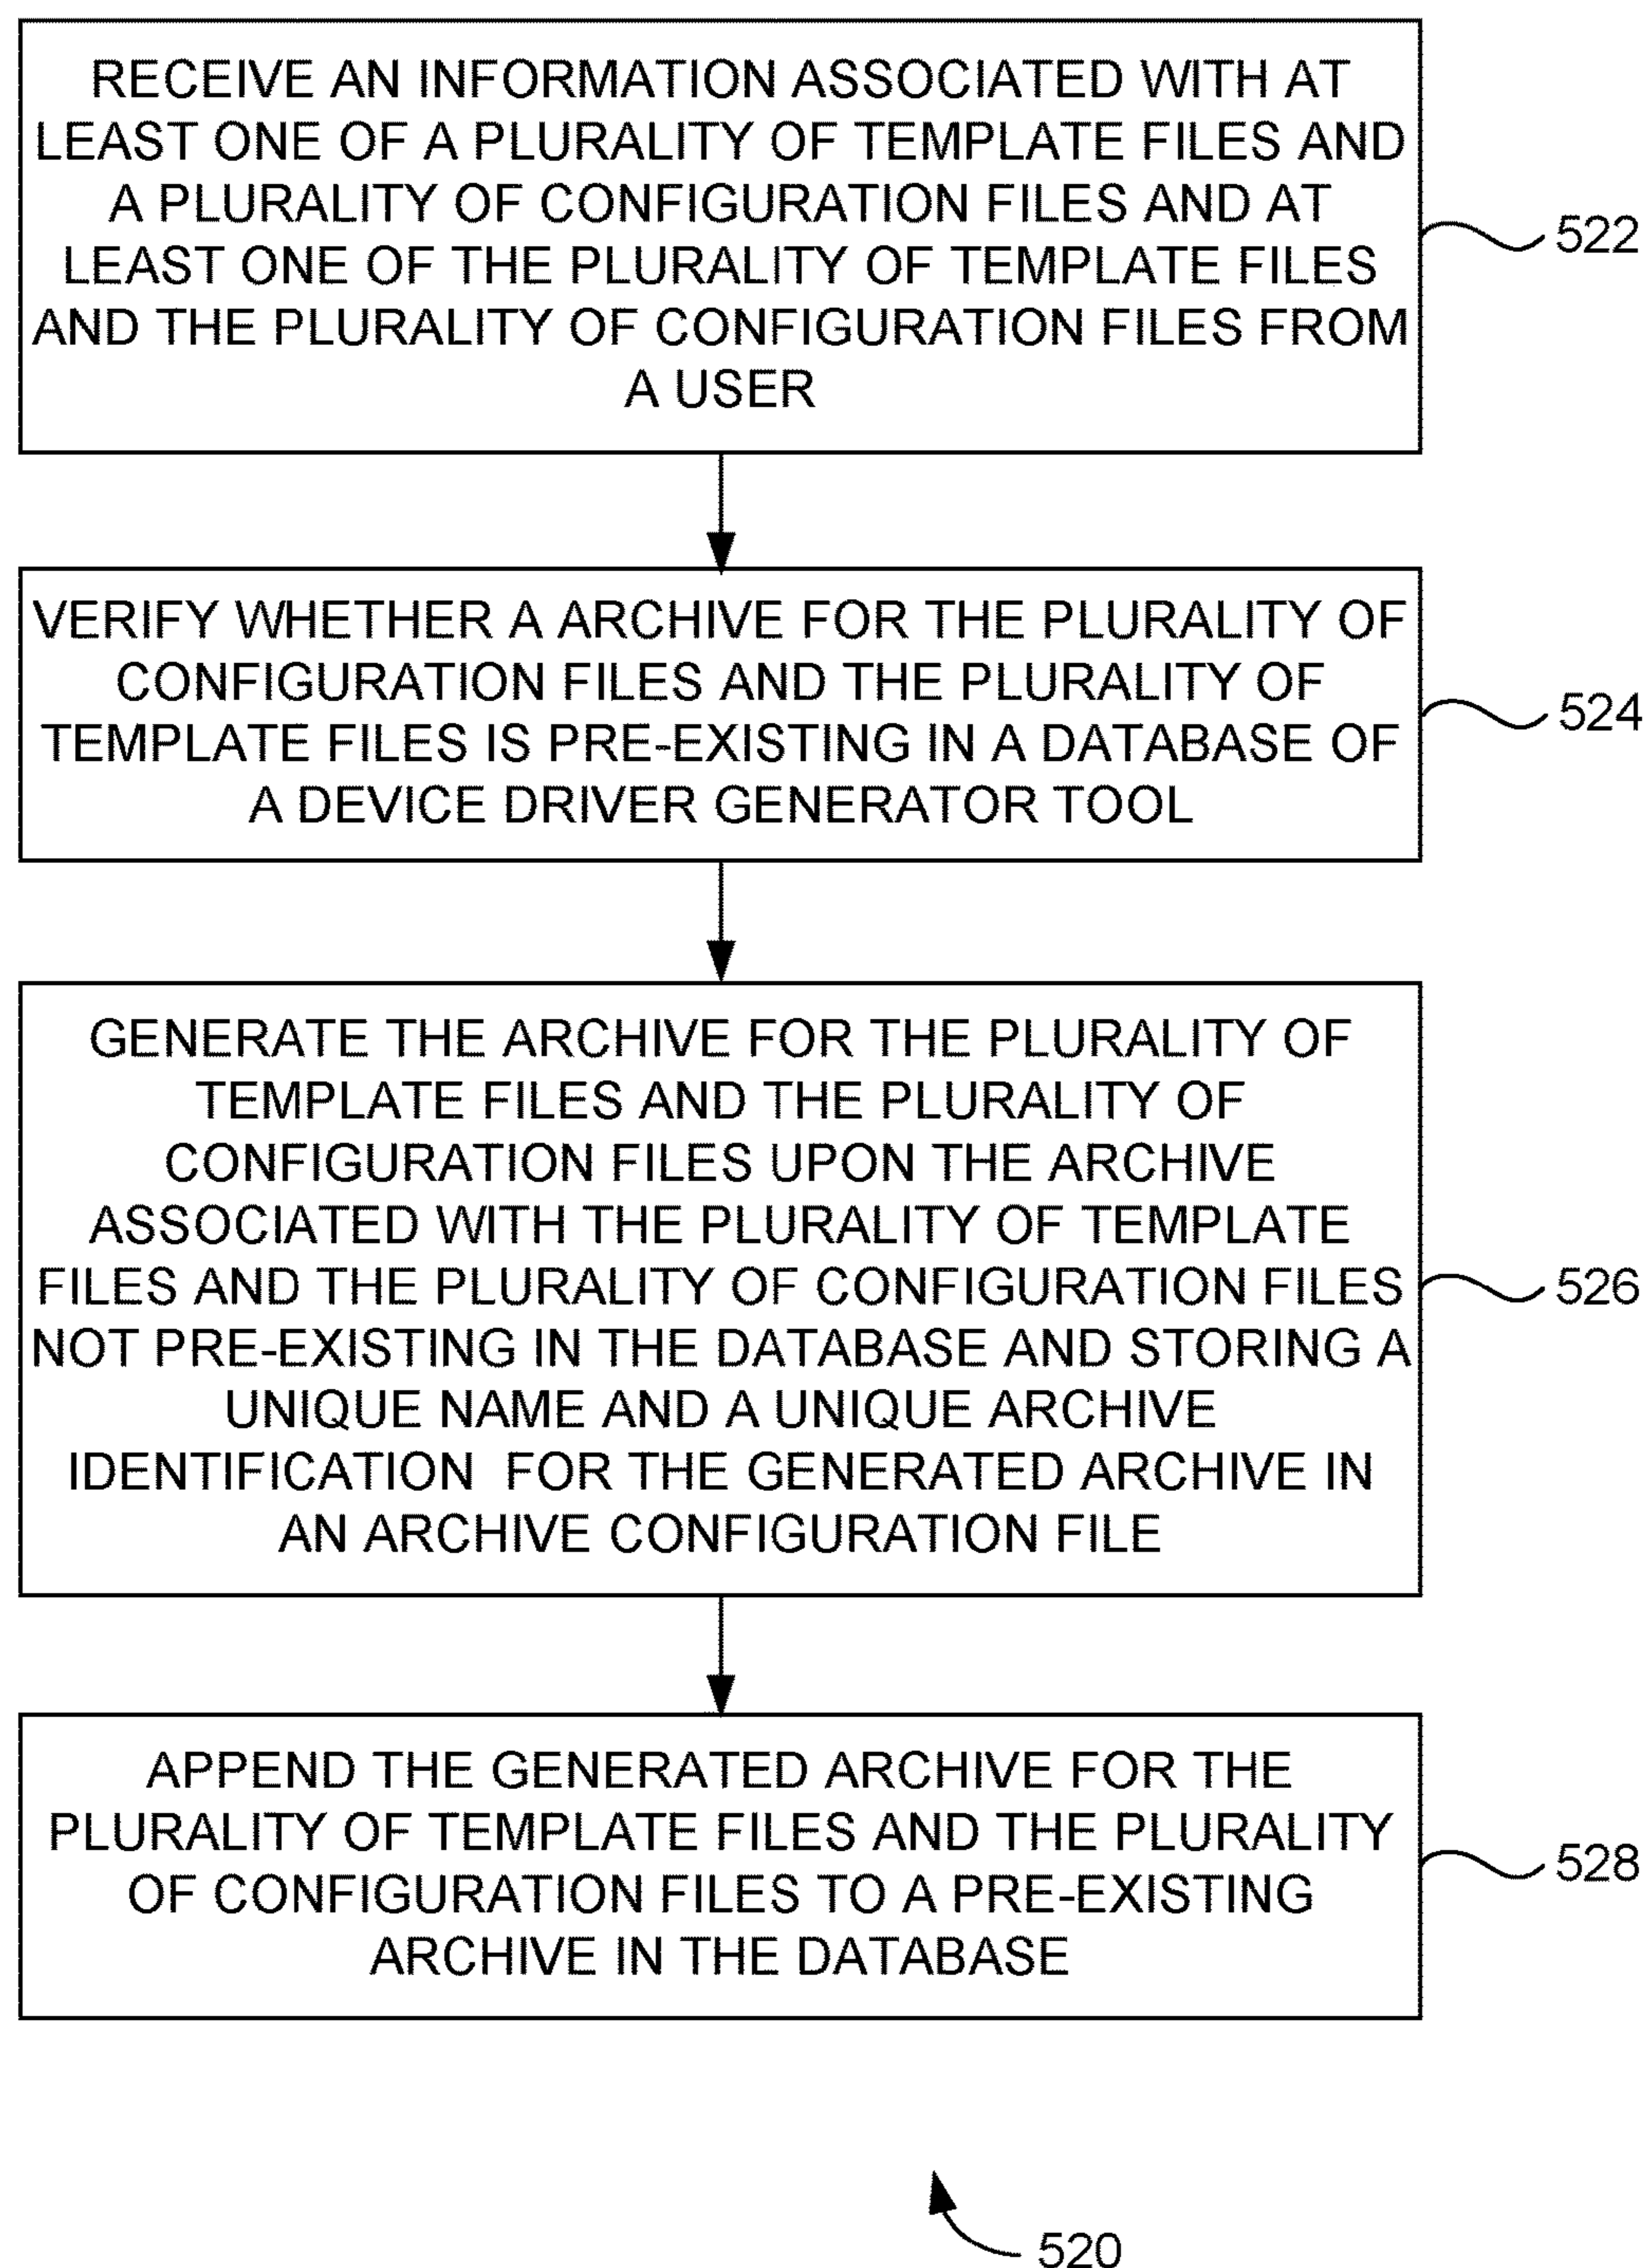 RECEIVE AN INFORMATION ASSOCIATED WITH AT
LEAST ONE OF A PLURALITY OF TEMPLATE FILES AND
A PLURALITY OF CONFIGURATION FILES AND AT
LEAST ONE OF THE PLURALITY OF TEMPLATE FILES
AND THE PLURALITY OF CONFIGURATION FILES FROM
A USER
522
VERIFY WHETHER A ARCHIVE FOR THE PLURALITY OF
CONFIGURATION FILES AND THE PLURALITY OF
TEMPLATE FILES IS PRE-EXISTING IN A DATABASE OF
A DEVICE DRIVER GENERATOR TOOL
524
GENERATE THE ARCHIVE FOR THE PLURALITY OF
TEMPLATE FILES AND THE PLURALITY OF
CONFIGURATION FILES UPON THE ARCHIVE
ASSOCIATED WITH THE PLURALITY OF TEMPLATE
FILES AND THE PLURALITY OF CONFIGURATION FILES
NOT PRE-EXISTING IN THE DATABASE AND STORING A
UNIQUE NAME AND A UNIQUE ARCHIVE
IDENTIFICATION FOR THE GENERATED ARCHIVE IN
AN ARCHIVE CONFIGURATION FILE
526
APPEND THE GENERATED ARCHIVE FOR THE
PLURALITY OF TEMPLATE FILES AND THE PLURALITY
OF CONFIGURATION FILES TO A PRE-EXISTING
ARCHIVE IN THE DATABASE
528
520